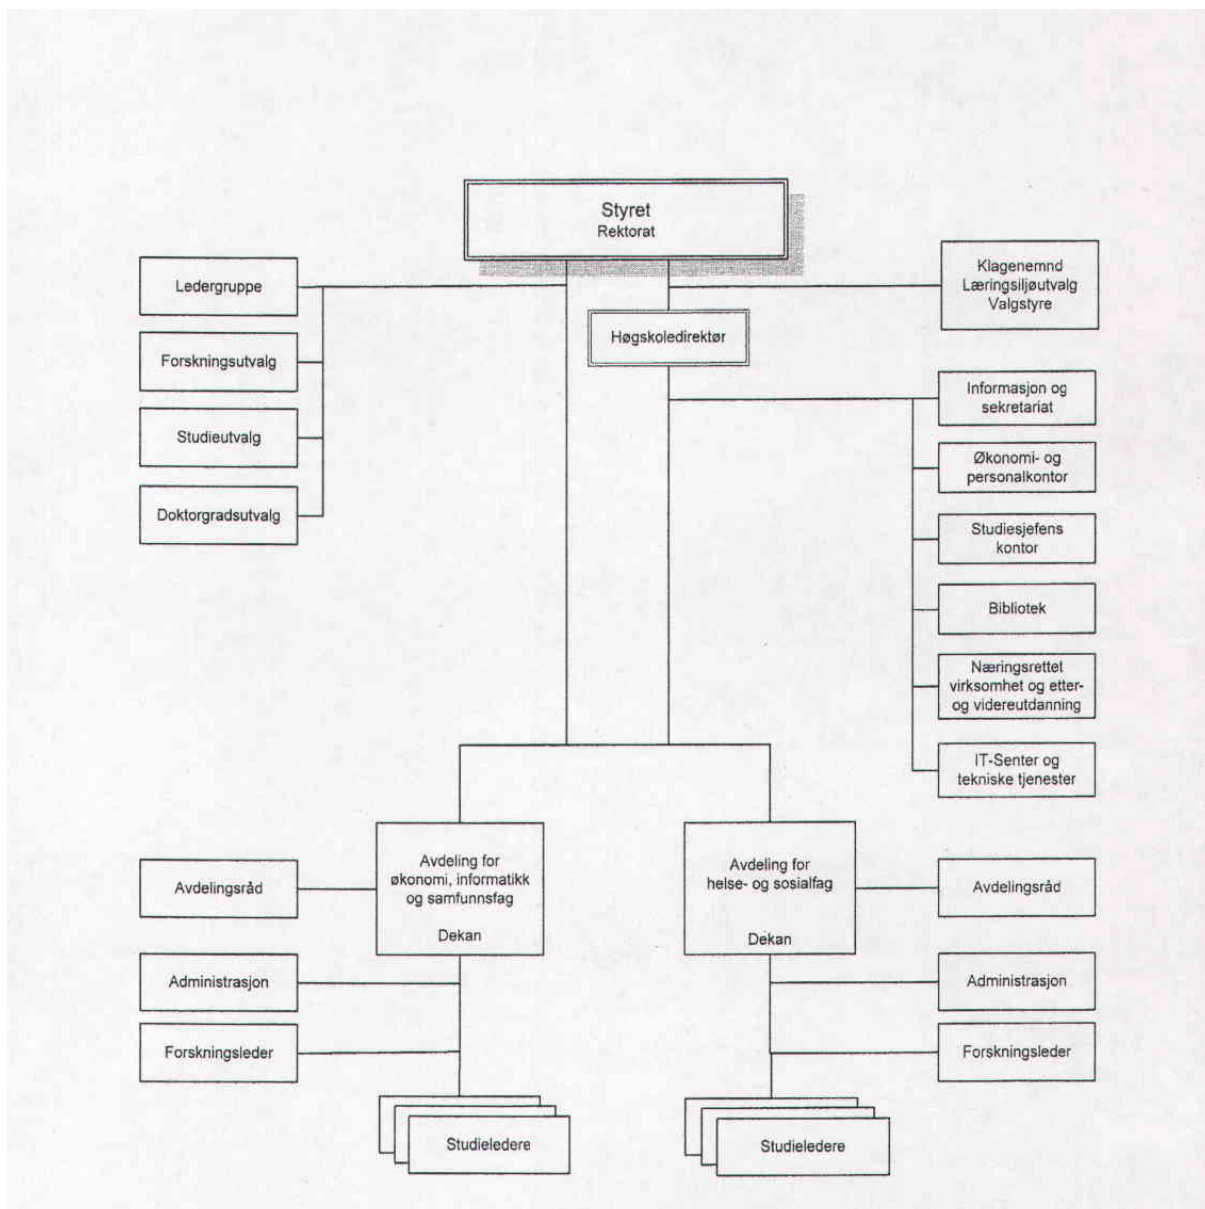 Styret
Rektorat
Ledergruppe
Klagenemnd
Læringsiljøutvalg
Valgstyre
Høgskoledirektør
Forskningsutvalg
Informasjon og
sekretariat
Studieutvalg
Økonomi- og
personalkontor
Doktorgradsutvalg
Studiesjefens
kontor
Bibliotek
Næringsrettet
virksomhet og etter-
og videreutdanning
IT-Senter og
tekniske tjenester
Avdelingsråd
Avdeling for
økonomi, informatikk
og samfunnsfag
Dekan
Avdeling for
helse- og sosialfag
Dekan
Avdelingsråd
Administrasjon
Administrasjon
Forskningsleder
Forskningsleder
Studieledere
Studieledere